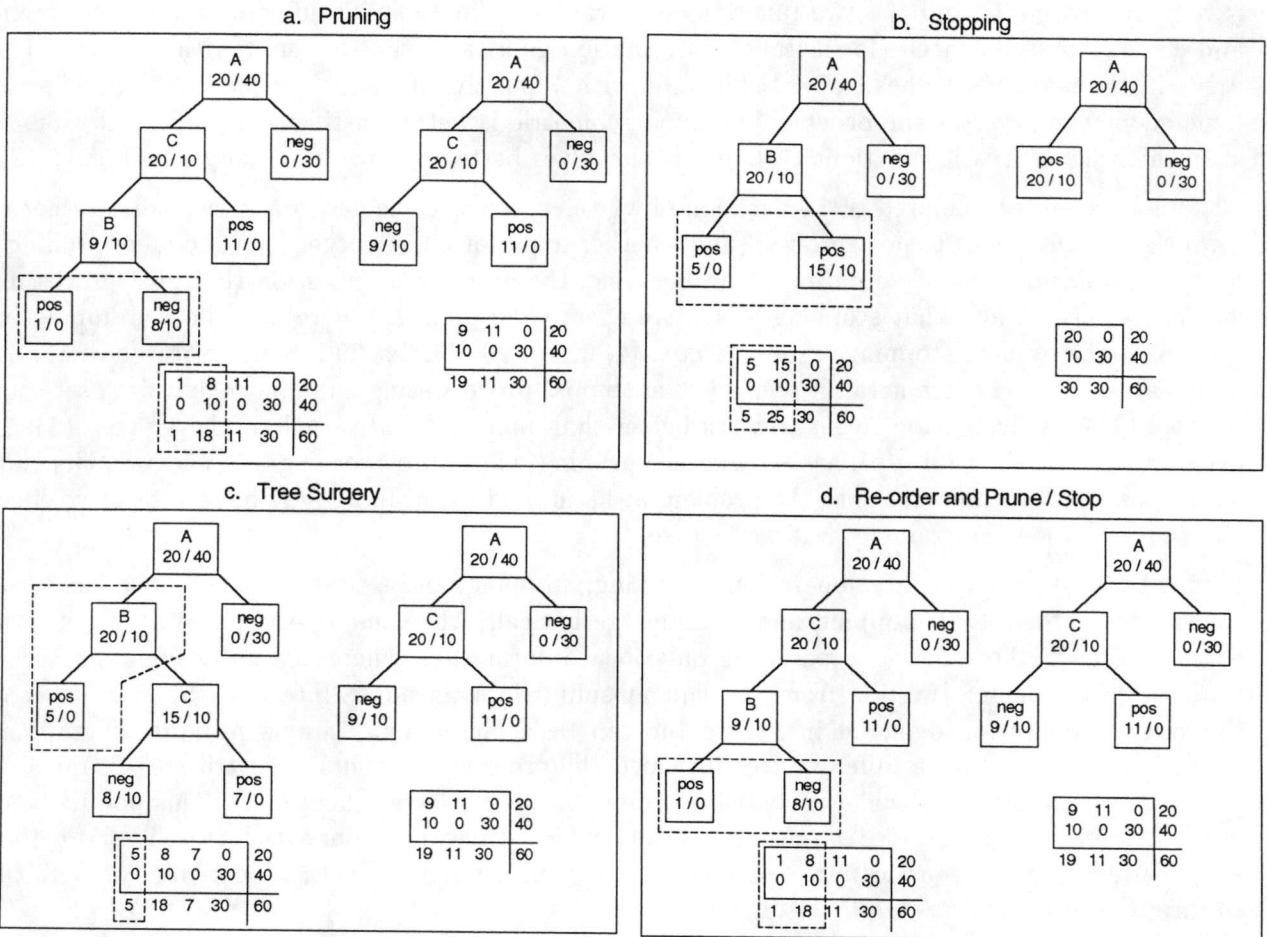 a. Pruning
A
20 / 40
C
20 / 10
neg
0 / 30
B
9 / 10
pos
11 / 0
pos
1 / 0
neg
8/10
1 8 11 0 20
0 10 0 30 40
1 18 11 30 60
A
20 / 40
C
20 / 10
neg
0 / 30
neg
9 / 10
pos
11 / 0
9 11 0 20
10 0 30 40
19 11 30 60
b. Stopping
A
20 / 40
B
20 / 10
neg
0 / 30
pos
5 / 0
pos
15 / 10
5 15 0 20
0 10 30 40
5 25 30 60
A
20 / 40
pos
20 / 10
neg
0 / 30
20 0 20
10 30 40
30 30 60
c. Tree Surgery
A
20 / 40
B
20 / 10
neg
0 / 30
pos
5 / 0
C
15 / 10
neg
8 / 10
pos
7 / 0
5 8 7 0 20
0 10 0 30 40
5 18 7 30 60
A
20 / 40
C
20 / 10
neg
0 / 30
neg
9 / 10
pos
11 / 0
9 11 0 20
10 0 30 40
19 11 30 60
d. Re-order and Prune / Stop
A
20 / 40
C
20 / 10
neg
0 / 30
B
9 / 10
pos
11 / 0
pos
1 / 0
neg
8/10
1 8 11 0 20
0 10 0 30 40
1 18 11 30 60
A
20 / 40
C
20 / 10
neg
0 / 30
neg
9 / 10
pos
11 / 0
9 11 0 20
10 0 30 40
19 11 30 60